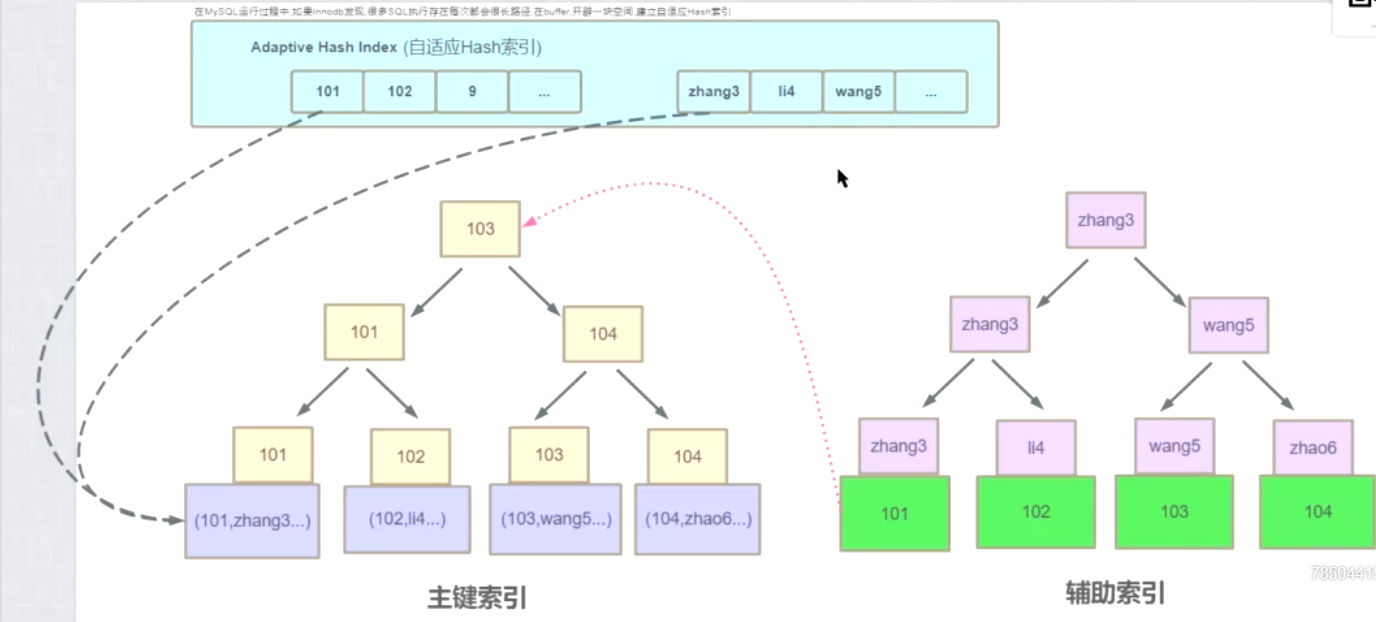 在MySQL运行过程中,如果innodb发现,很多SQL执行存在每次都会很长路径,在buffer,开辟一块空间,建立自适应Hash索引
Adaptive Hash Index (自适应Hash索引)
101 102 9 ... zhang3 li4 wang5 ...
103 zhang3
101 104 zhang3 wang5
101 102 103 104 zhang3 li4 wang5 zhao6
(101,zhang3...) (102,li4...) (103,wang5...) (104,zhao6...) 101 102 103 104
主键索引 辅助索引